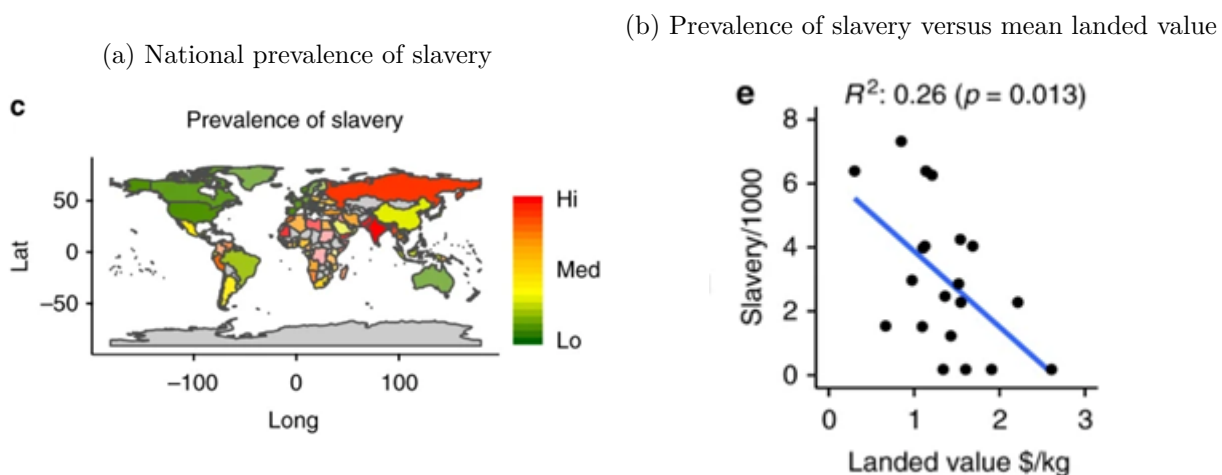 (a) National prevalence of slavery
c
Prevalence of slavery
Lat
50
0
−50
−100
0
100
Long
Hi
Med
Lo
(b) Prevalence of slavery versus mean landed value
e
R²: 0.26 (p = 0.013)
Slavery/1000
8
6
4
2
0
0
1
2
3
Landed value $/kg